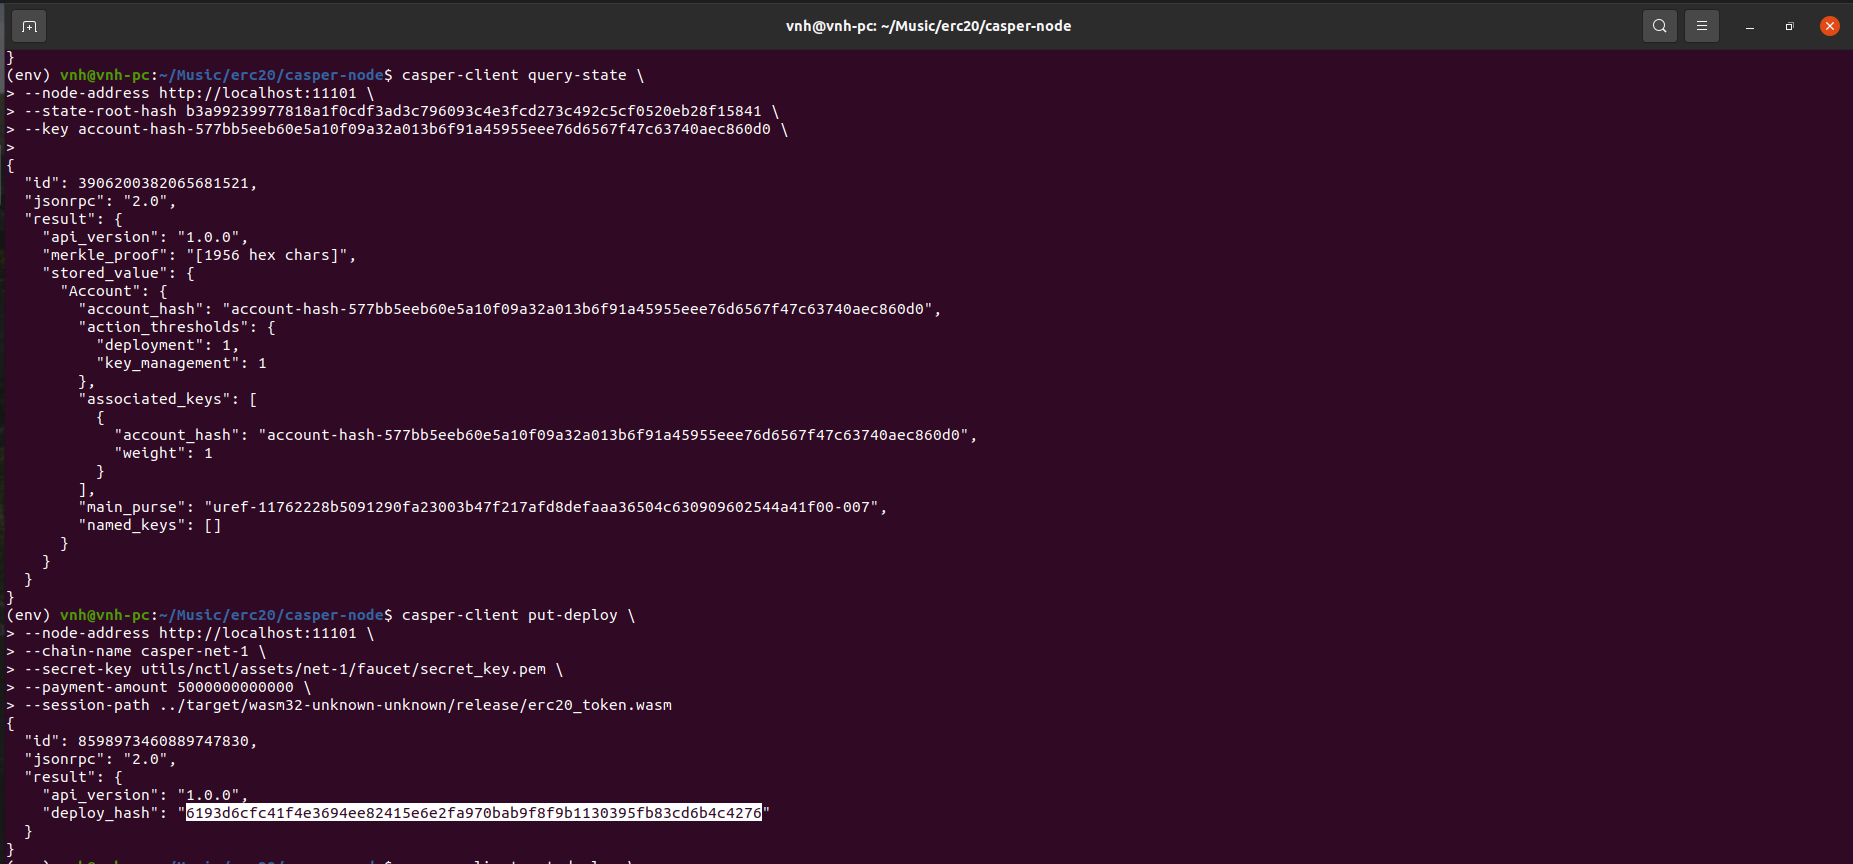 vnh@vnh-pc: ~/Music/erc20/casper-node
}
(env) vnh@vnh-pc:~/Music/erc20/casper-node$ casper-client query-state \
> --node-address http://localhost:11101 \
> --state-root-hash b3a99239977818a1f0cdf3ad3c796093c4e3fcd273c492c5cf0520eb28f15841 \
> --key account-hash-577bb5eeb60e5a10f09a32a013b6f91a45955eee76d6567f47c63740aec860d0 \
>
{
  "id": 3906200382065681521,
  "jsonrpc": "2.0",
  "result": {
    "api_version": "1.0.0",
    "merkle_proof": "[1956 hex chars]",
    "stored_value": {
      "Account": {
        "account_hash": "account-hash-577bb5eeb60e5a10f09a32a013b6f91a45955eee76d6567f47c63740aec860d0",
        "action_thresholds": {
          "deployment": 1,
          "key_management": 1
        },
        "associated_keys": [
          {
            "account_hash": "account-hash-577bb5eeb60e5a10f09a32a013b6f91a45955eee76d6567f47c63740aec860d0",
            "weight": 1
          }
        ],
        "main_purse": "uref-11762228b5091290fa23003b47f217afd8defaaa36504c630909602544a41f00-007",
        "named_keys": []
      }
    }
  }
}
(env) vnh@vnh-pc:~/Music/erc20/casper-node$ casper-client put-deploy \
> --node-address http://localhost:11101 \
> --chain-name casper-net-1 \
> --secret-key utils/nctl/assets/net-1/faucet/secret_key.pem \
> --payment-amount 5000000000000 \
> --session-path ../target/wasm32-unknown-unknown/release/erc20_token.wasm
{
  "id": 8598973460889747830,
  "jsonrpc": "2.0",
  "result": {
    "api_version": "1.0.0",
    "deploy_hash": "6193d6cfc41f4e3694ee82415e6e2fa970bab9f8f9b1130395fb83cd6b4c4276"
  }
}